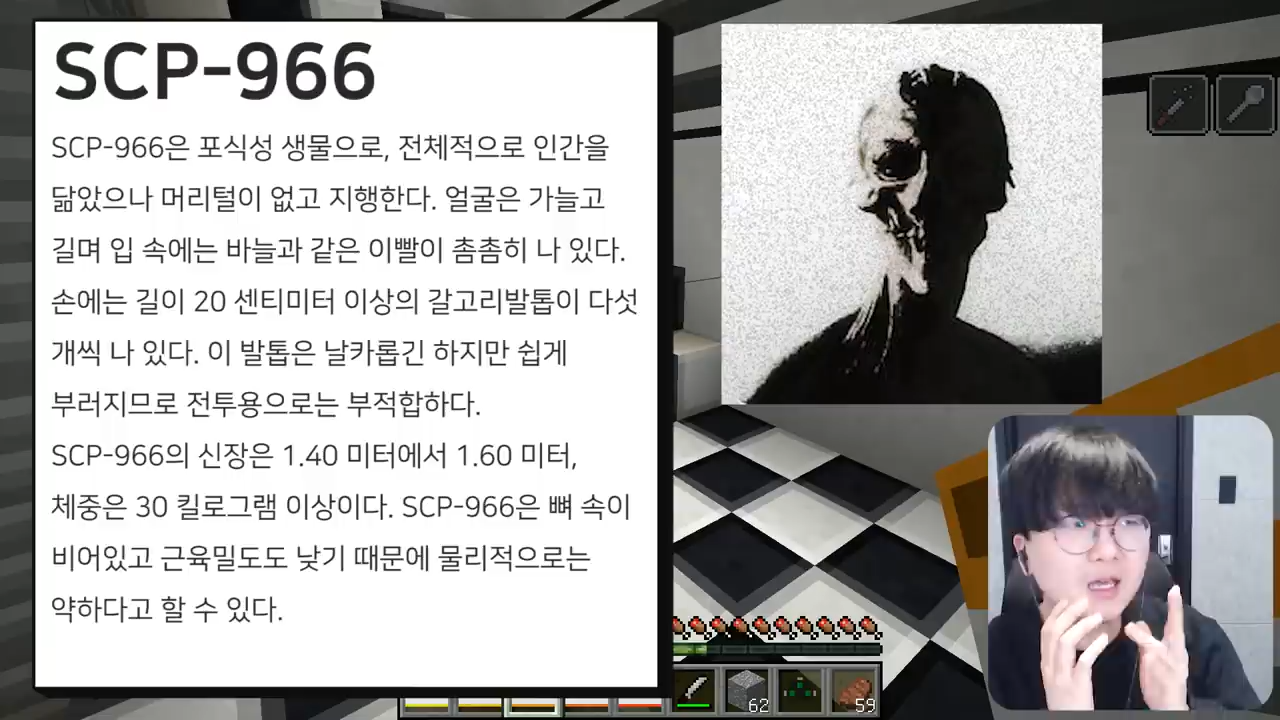 SCP-966
SCP-966은 포식성 생물으로, 전체적으로 인간을
닮았으나 머리털이 없고 지행한다. 얼굴은 가늘고
길며 입 속에는 바늘과 같은 이빨이 촘촘히 나 있다.
손에는 길이 20 센티미터 이상의 갈고리발톱이 다섯
개씩 나 있다. 이 발톱은 날카롭긴 하지만 쉽게
부러지므로 전투용으로는 부적합하다.
SCP-966의 신장은 1.40 미터에서 1.60 미터,
체중은 30 킬로그램 이상이다. SCP-966은 뼈 속이
비어있고 근육밀도도 낮기 때문에 물리적으로는
약하다고 할 수 있다.
62
59